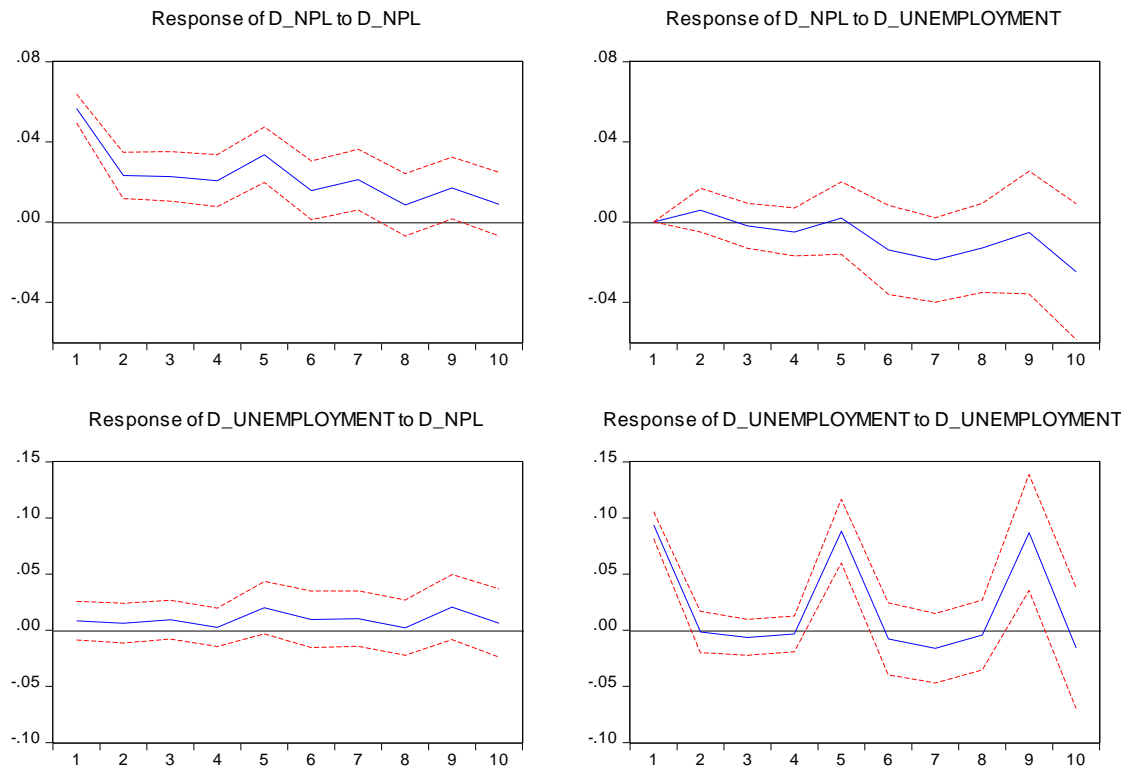 Response of D_NPL to D_NPL
.08
.04
.00
-.04
1 2 3 4 5 6 7 8 9 10
Response of D_NPL to D_UNEMPLOYMENT
.08
.04
.00
-.04
1 2 3 4 5 6 7 8 9 10
Response of D_UNEMPLOYMENT to D_NPL
.15
.10
.05
.00
-.05
-.10
1 2 3 4 5 6 7 8 9 10
Response of D_UNEMPLOYMENT to D_UNEMPLOYMENT
.15
.10
.05
.00
-.05
-.10
1 2 3 4 5 6 7 8 9 10